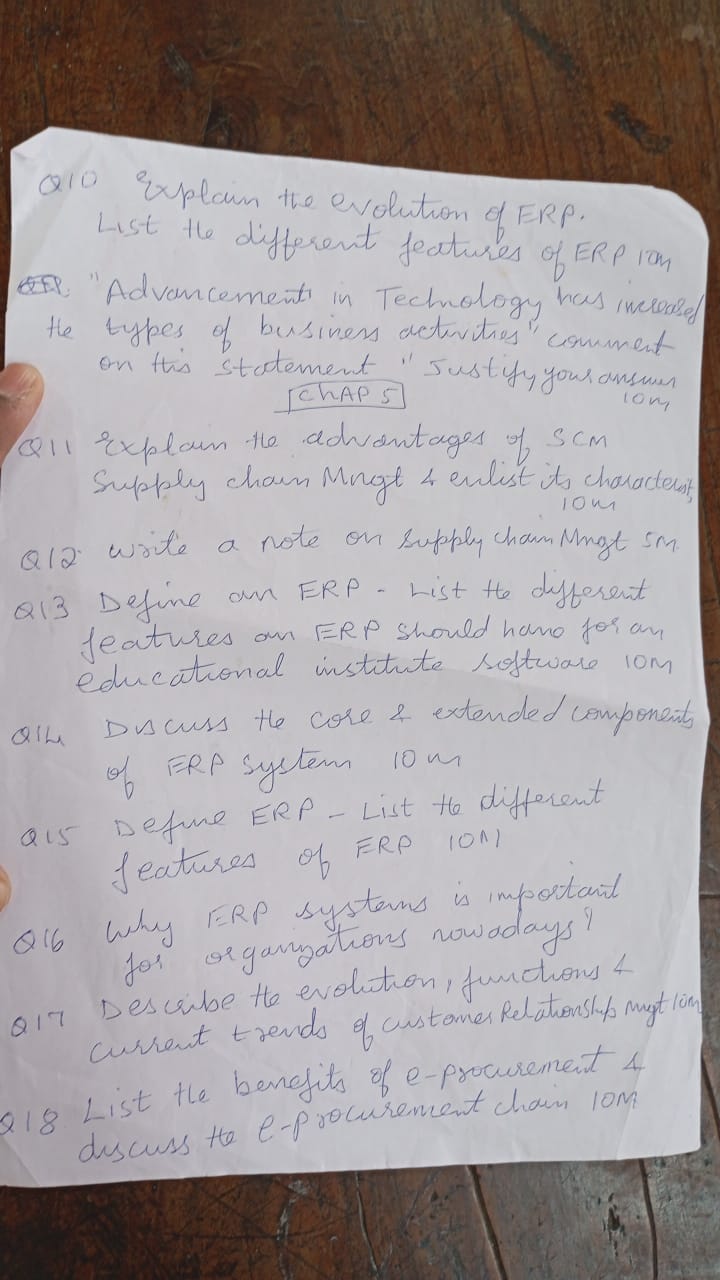 Q10 Explain the evolution of ERP.
List the different features of ERP 10M
"Advancement in Technology has increased
the types of business activities" comment
on this statement " Justify your answer
10M
CHAP 5
Q11 Explain the advantages of SCM
Supply chain Mngt & enlist its characterist
10M
Q12 write a note on Supply chain Mngt 5M
Q13 Define an ERP - List the different
features an ERP should have for an
educational institute software 10M
Q14 Discuss the core & extended components
of ERP system 10M
Q15 Define ERP - List the different
features of ERP 10M
Q16 Why ERP systems is important
for organizations nowadays?
Q17 Describe the evolution, functions &
current trends of customer Relationship mngt 10M
Q18 List the benefits of e-procurement &
discuss the e-procurement chain 10M